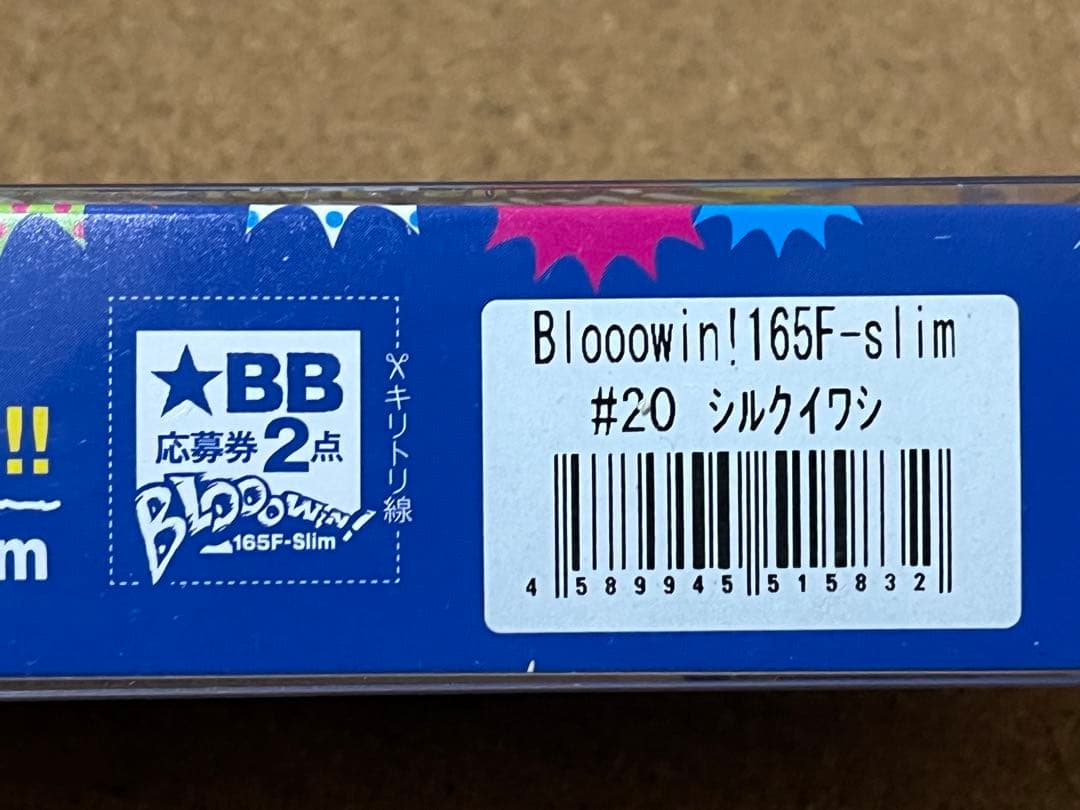 !!
m
★BB
応募券2点
BLOOOWIN!
165F-Slim
キリトリ線
Blooowin!165F-slim
#20 シルクイワシ
4 589945 515832